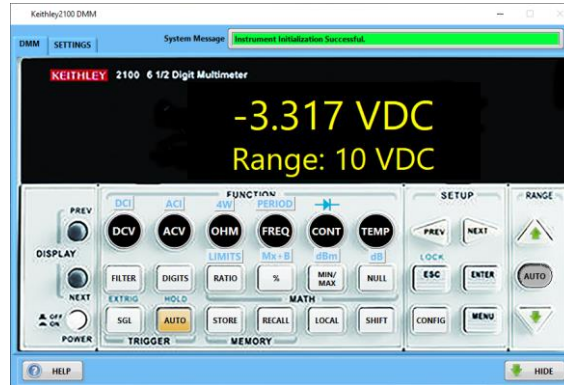 Keithley2100 DMM
DMM SETTINGS System Message Instrument Initialization Successful.
KEITHLEY 2100 6 1/2 Digit Multimeter
-3.317 VDC
Range: 10 VDC
FUNCTION SETUP RANGE
DCI ACI 4W PERIOD
PREV
DCV ACV OHM FREQ CONT TEMP PREV NEXT
DISPLAY
LIMITS Mx+B dBm dB LOCK
FILTER DIGITS RATIO % MIN/MAX NULL ESC ENTER AUTO
NEXT
EXTRIG HOLD MATH
OFF
ON
SGL AUTO STORE RECALL LOCAL SHIFT CONFIG MENU
POWER
TRIGGER MEMORY
HELP HIDE